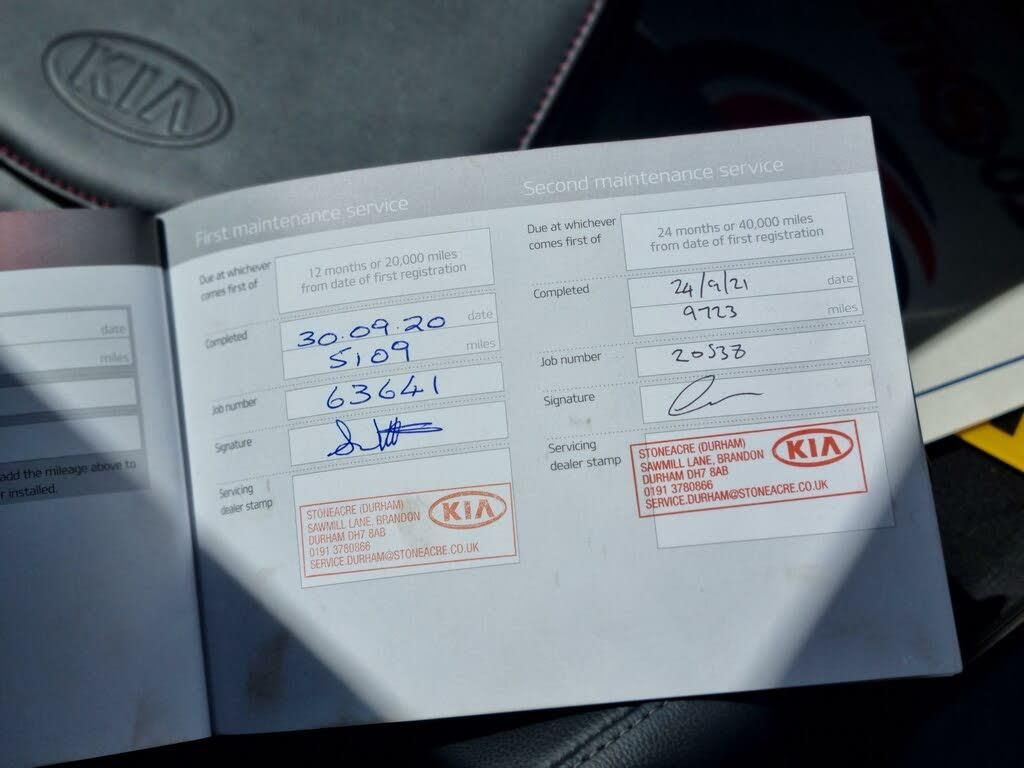 KIA
First maintenance service
Due at whichever
comes first of
12 months or 20,000 miles
from date of first registration
Completed
30.09.20 date
5109 miles
Job number
63641
Signature
Servicing
dealer stamp
STONEACRE (DURHAM)
SAWMILL LANE, BRANDON
DURHAM DH7 8AB
0191 3780866
SERVICE.DURHAM@STONEACRE.CO.UK
KIA
Second maintenance service
Due at whichever
comes first of
24 months or 40,000 miles
from date of first registration
Completed
24/9/21 date
9723 miles
Job number
20538
Signature
Servicing
dealer stamp
STONEACRE (DURHAM)
SAWMILL LANE, BRANDON
DURHAM DH7 8AB
0191 3780866
SERVICE.DURHAM@STONEACRE.CO.UK
KIA
date
miles
add the mileage above to
r installed.